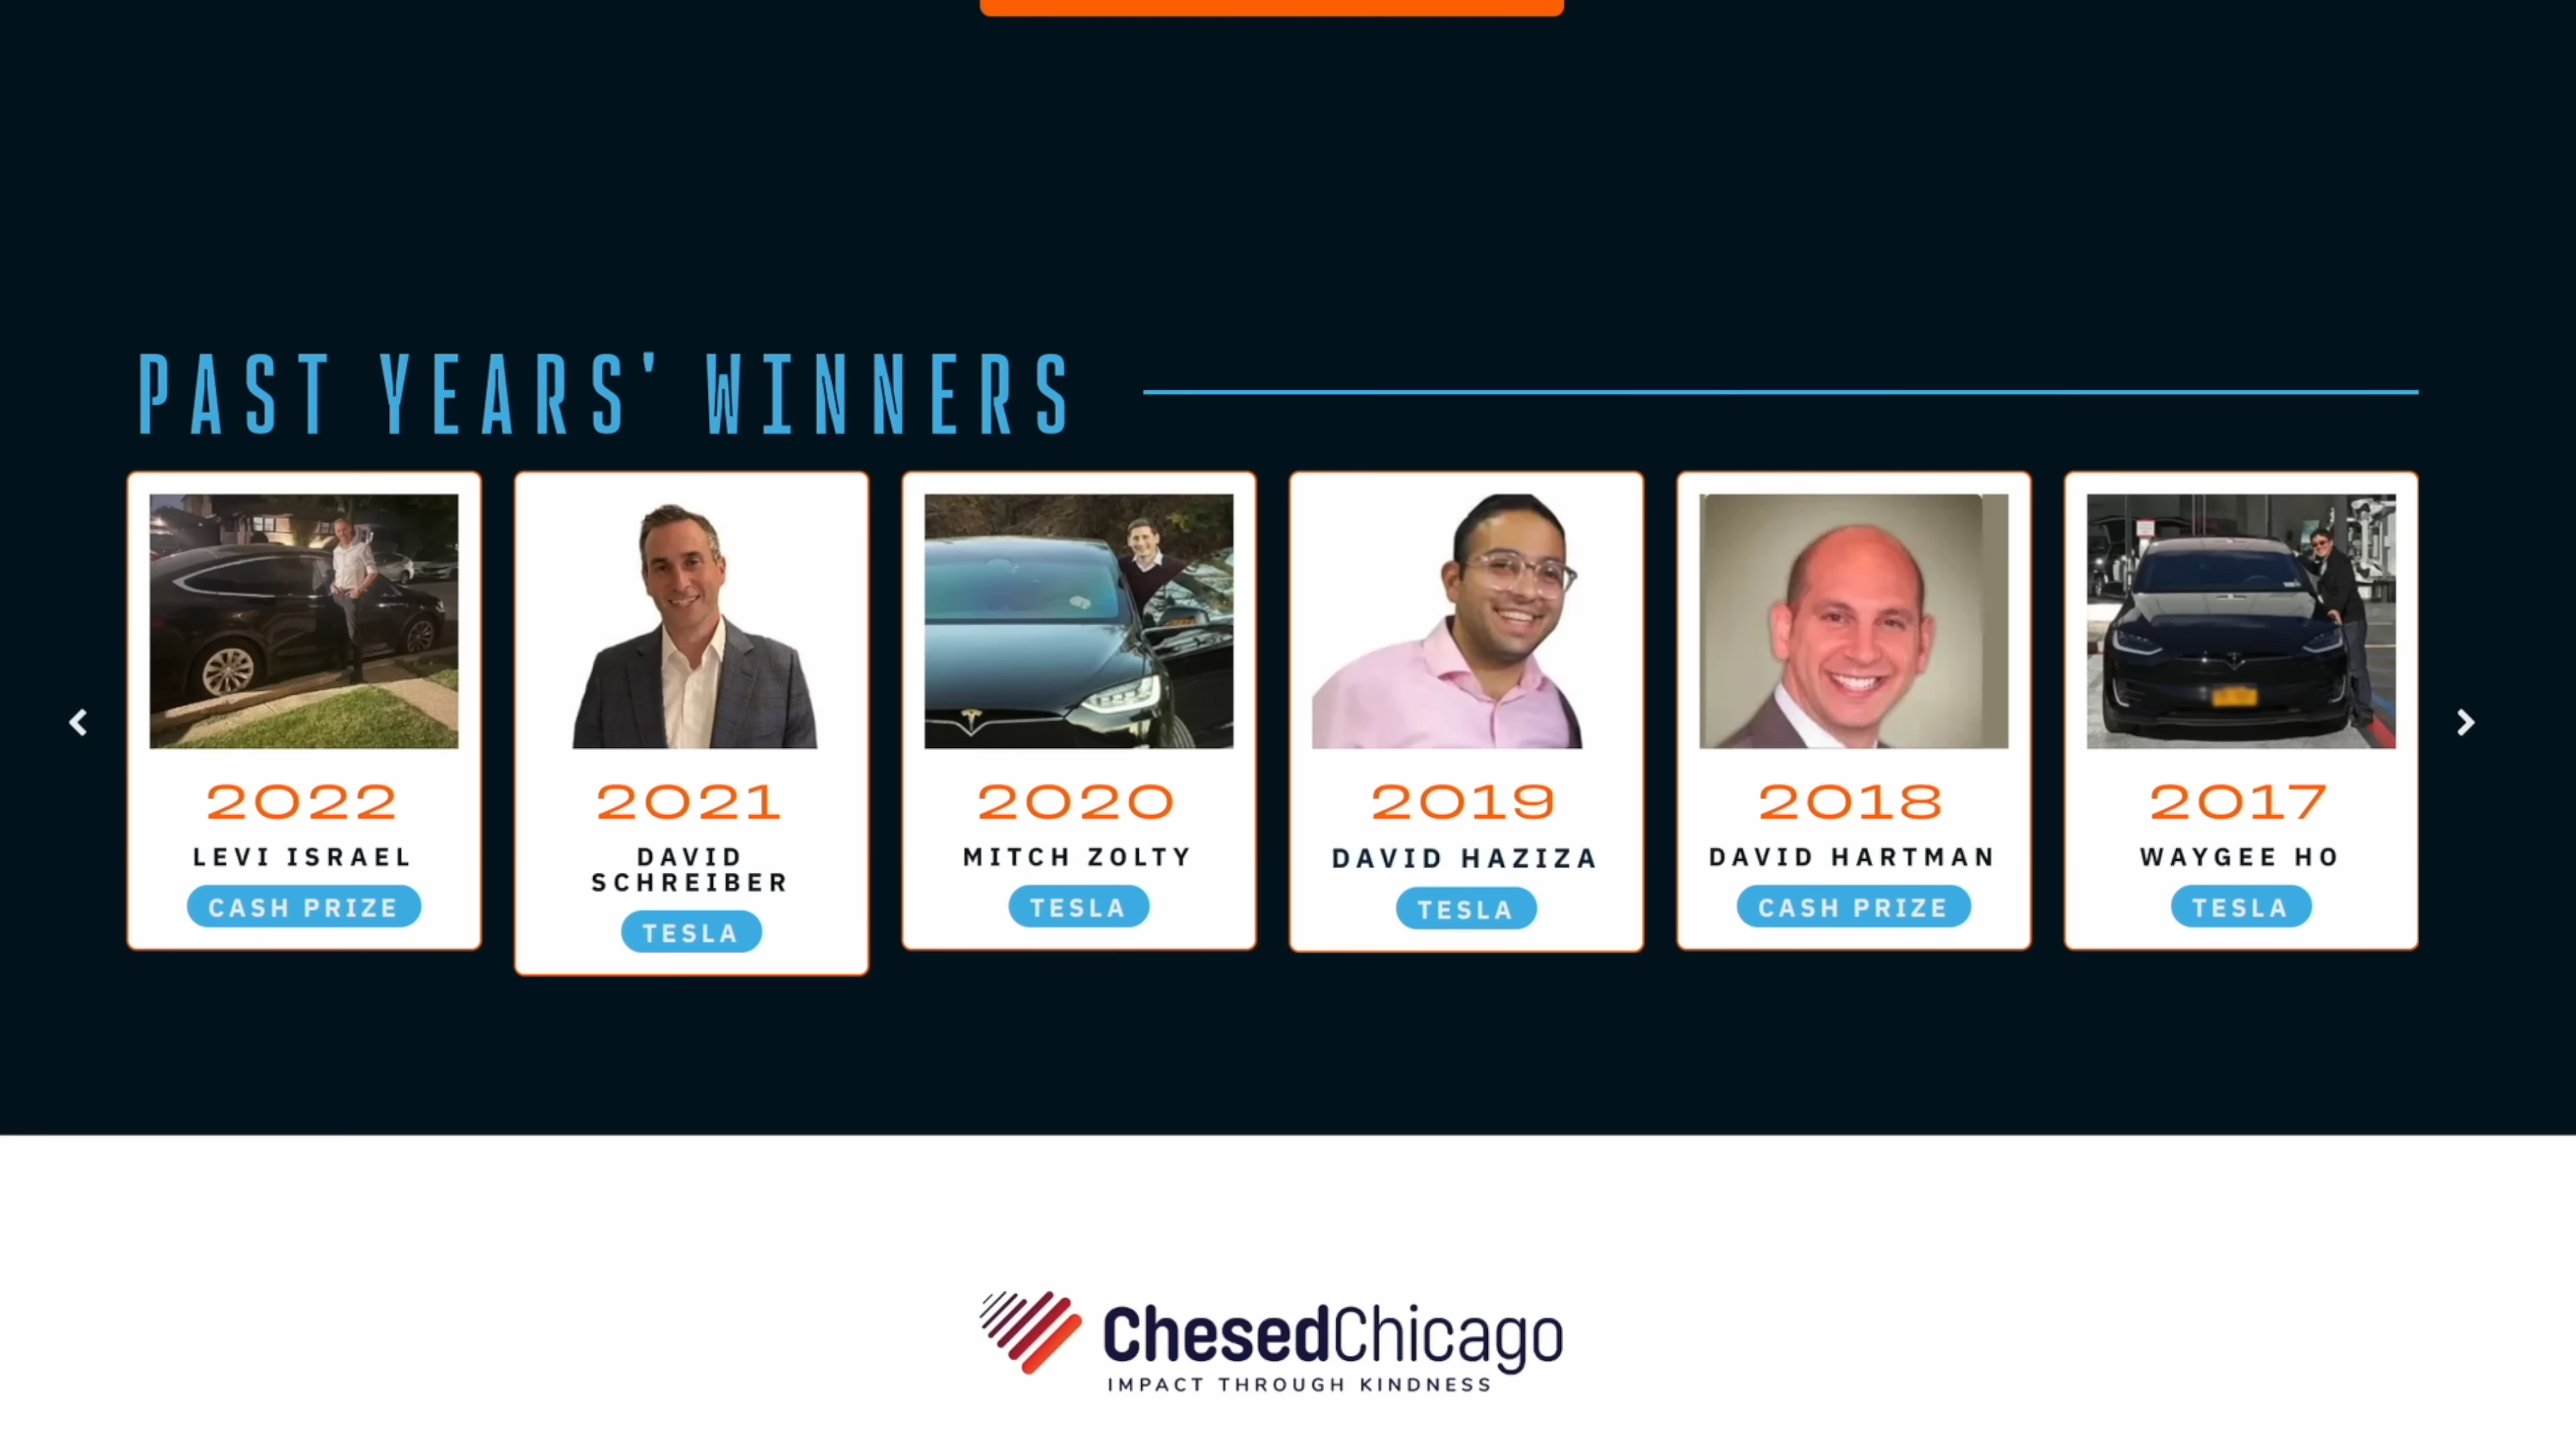 PAST YEARS' WINNERS
2022
LEVI ISRAEL
CASH PRIZE
2021
DAVID
SCHREIBER
TESLA
2020
MITCH ZOLTY
TESLA
2019
DAVID HAZIZA
TESLA
2018
DAVID HARTMAN
CASH PRIZE
2017
WAYGEE HO
TESLA
ChesedChicago
IMPACT THROUGH KINDNESS